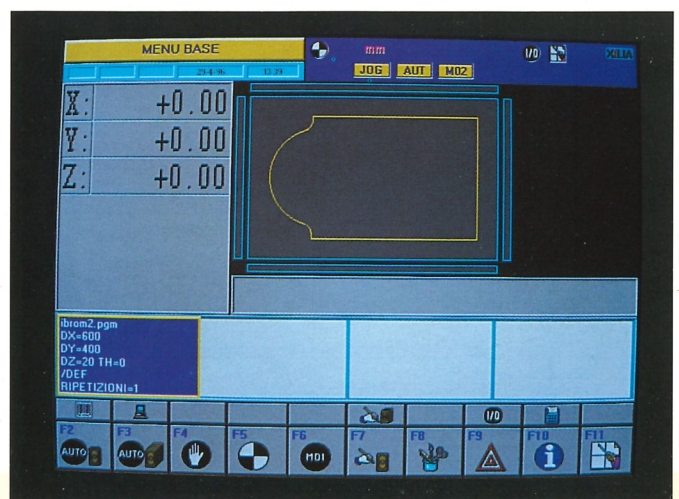 MENU BASE
mm
I/O
XILIA
29-4-96
13:29
JOG AUT M02
X: +0.00
Y: +0.00
Z: +0.00
ibrom2.pgm
DX=600
DY=400
DZ=20 TH=0
/DEF
RIPETIZIONI=1
I/O
F2 F3 F4 F5 F6 F7 F8 F9 F10 F11
AUTO AUTO MDI